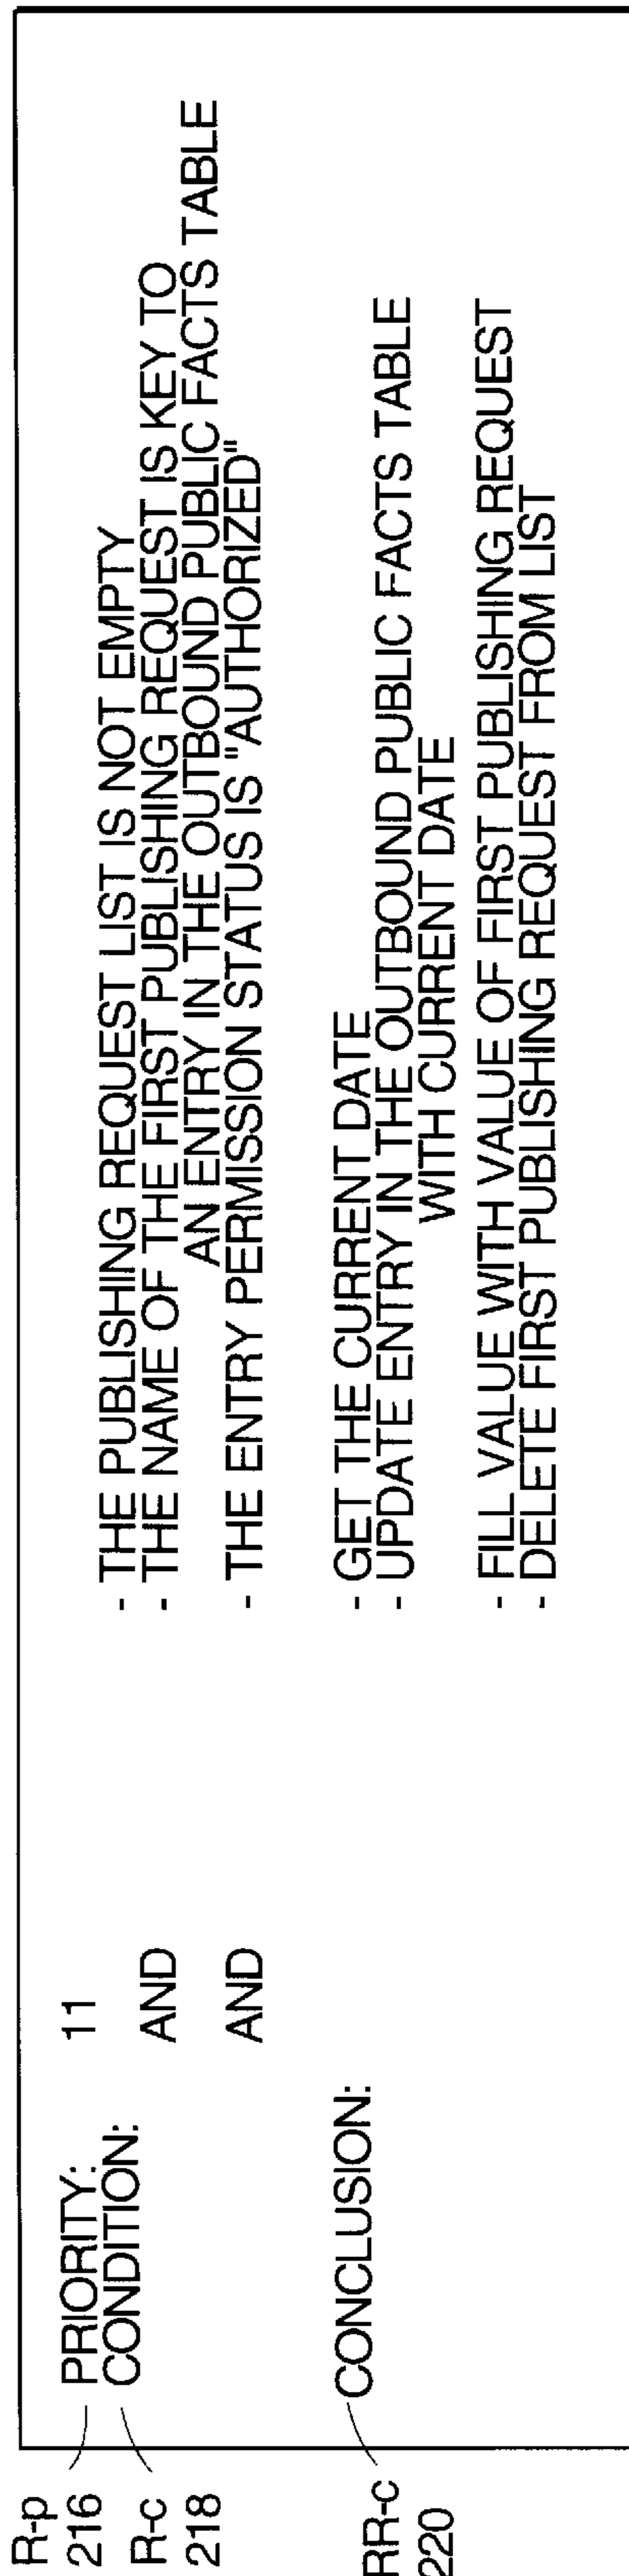 R-p
216
PRIORITY: 11
R-c
218
CONDITION: - THE PUBLISHING REQUEST LIST IS NOT EMPTY
AND - THE NAME OF THE FIRST PUBLISHING REQUEST IS KEY TO
AN ENTRY IN THE OUTBOUND PUBLIC FACTS TABLE
AND - THE ENTRY PERMISSION STATUS IS "AUTHORIZED"
RR-c
220
CONCLUSION: - GET THE CURRENT DATE
- UPDATE ENTRY IN THE OUTBOUND PUBLIC FACTS TABLE
WITH CURRENT DATE
- FILL VALUE WITH VALUE OF FIRST PUBLISHING REQUEST
- DELETE FIRST PUBLISHING REQUEST FROM LIST